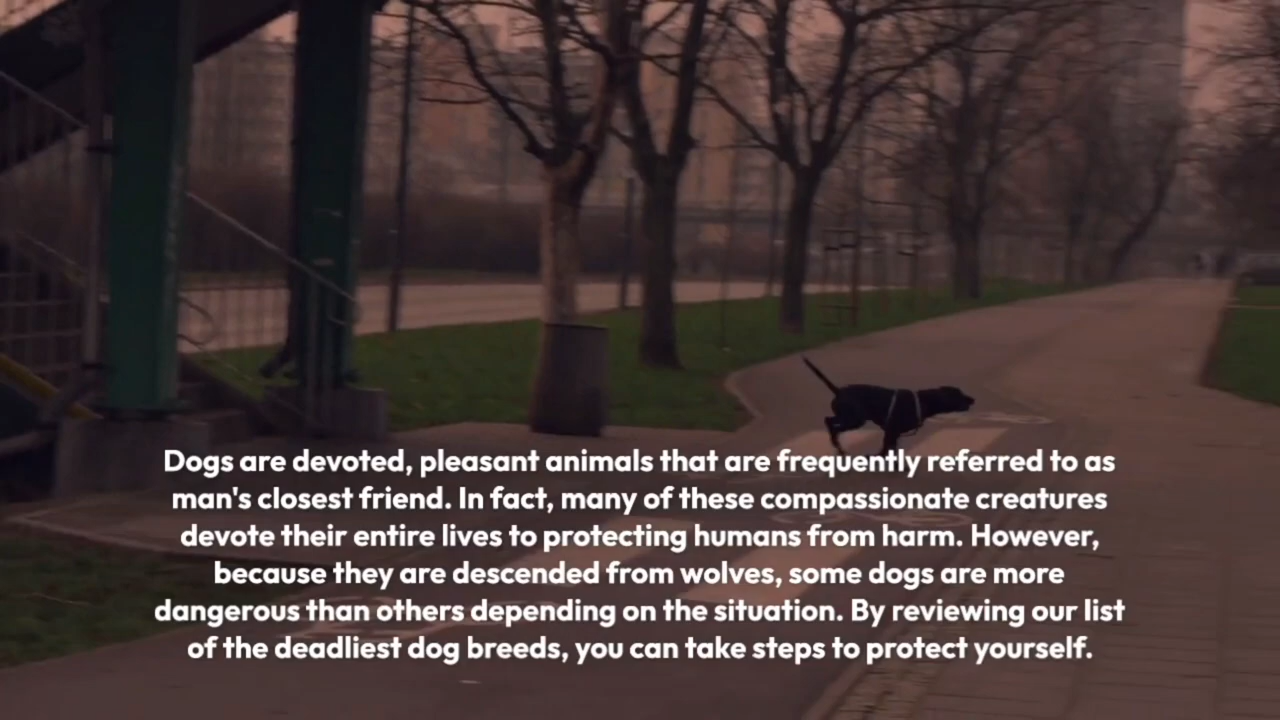 Dogs are devoted, pleasant animals that are frequently referred to as
man's closest friend. In fact, many of these compassionate creatures
devote their entire lives to protecting humans from harm. However,
because they are descended from wolves, some dogs are more
dangerous than others depending on the situation. By reviewing our list
of the deadliest dog breeds, you can take steps to protect yourself.